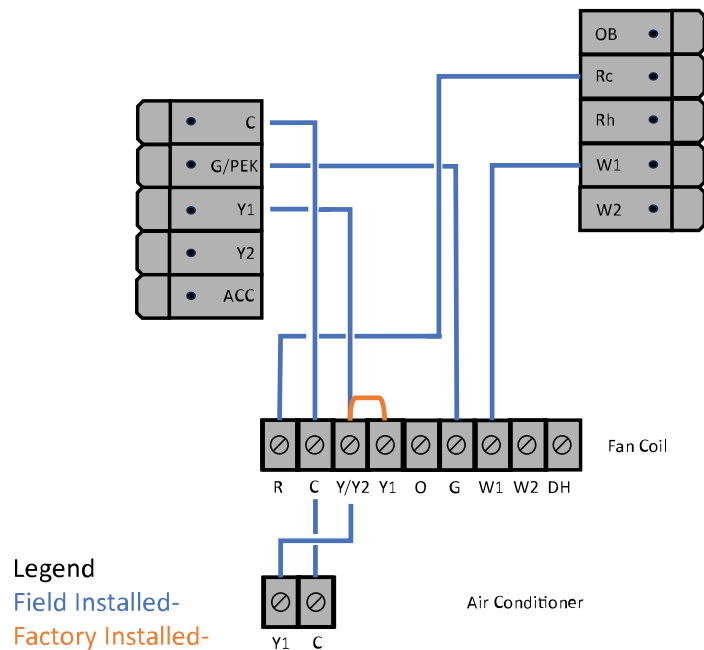 OB
Rc
Rh
W1
W2
C
G/PEK
Y1
Y2
ACC
Fan Coil
R C Y/Y2 Y1 O G W1 W2 DH
Legend
Field Installed-
Factory Installed-
Air Conditioner
Y1 C